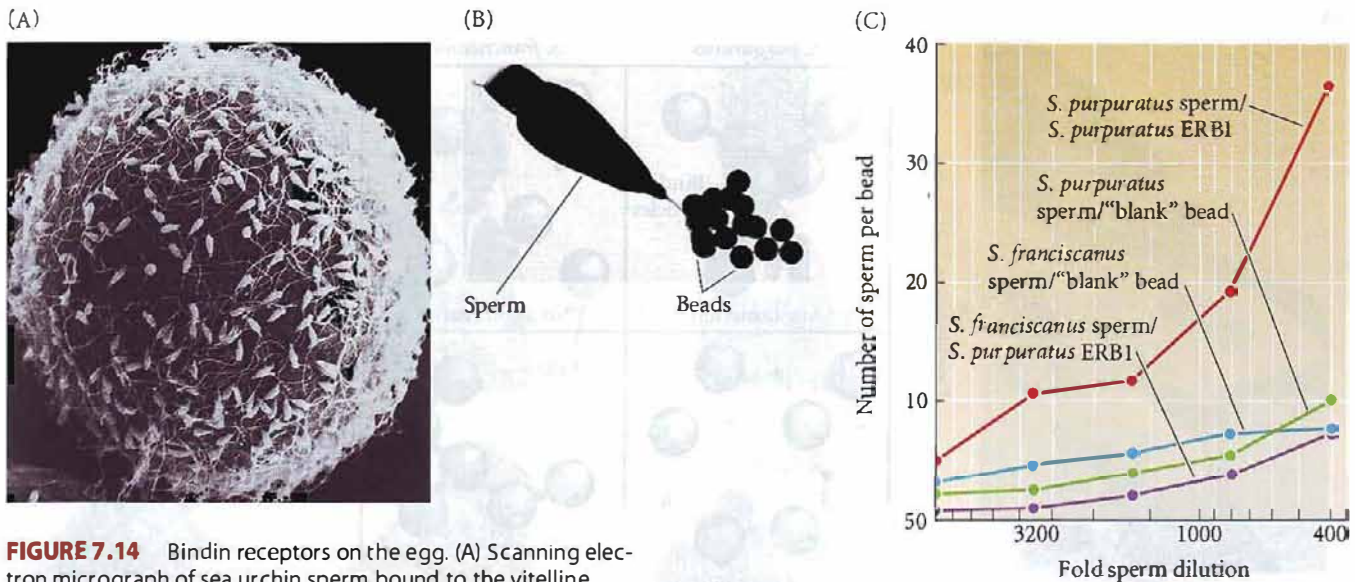 (A)
(B)
Sperm
Beads
(C)
Number of sperm per bead
40
30
20
10
50
S. purpuratus sperm/
S. purpuratus ERB1
S. purpuratus
sperm/“blank” bead
S. franciscanus
sperm/“blank” bead
S. franciscanus sperm/
S. purpuratus ERB1
3200
1000
400
Fold sperm dilution
FIGURE 7.14 Bindin receptors on the egg. (A) Scanning elec-
tron micrograph of sea urchin sperm bound to the vitelline